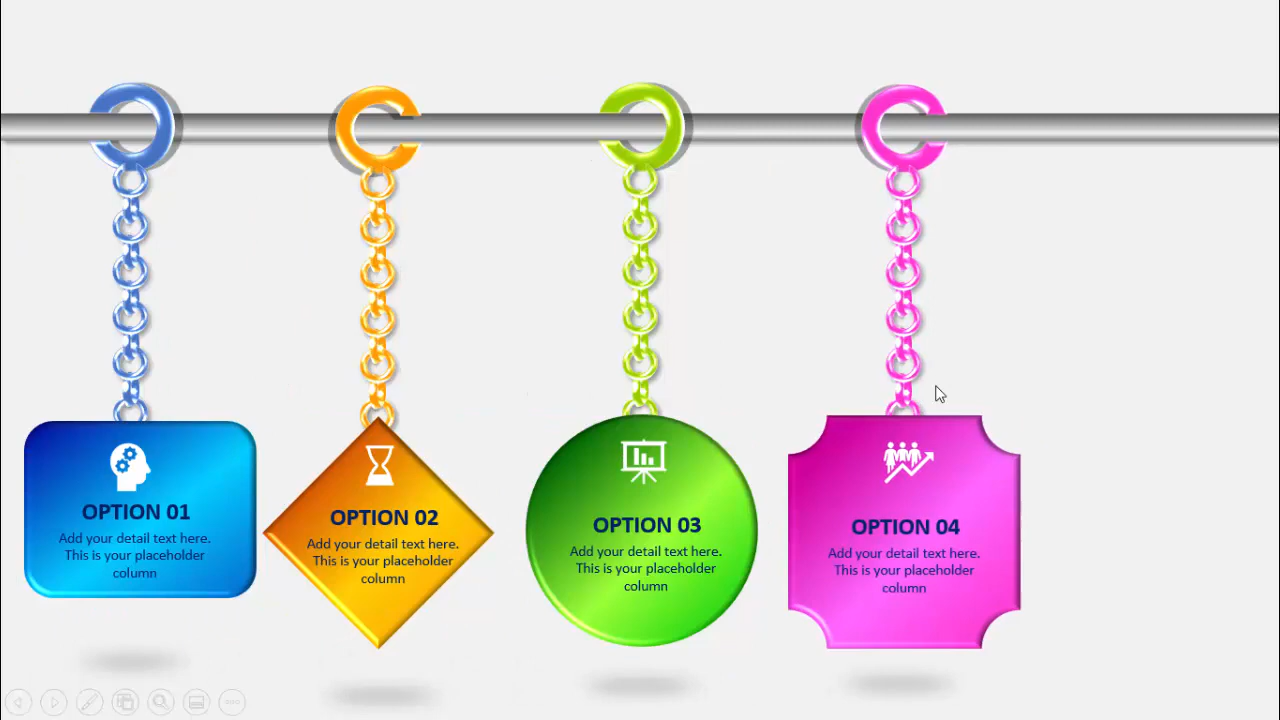 OPTION 01
Add your detail text here.
This is your placeholder
column
OPTION 02
Add your detail text here.
This is your placeholder
column
OPTION 03
Add your detail text here.
This is your placeholder
column
OPTION 04
Add your detail text here.
This is your placeholder
column